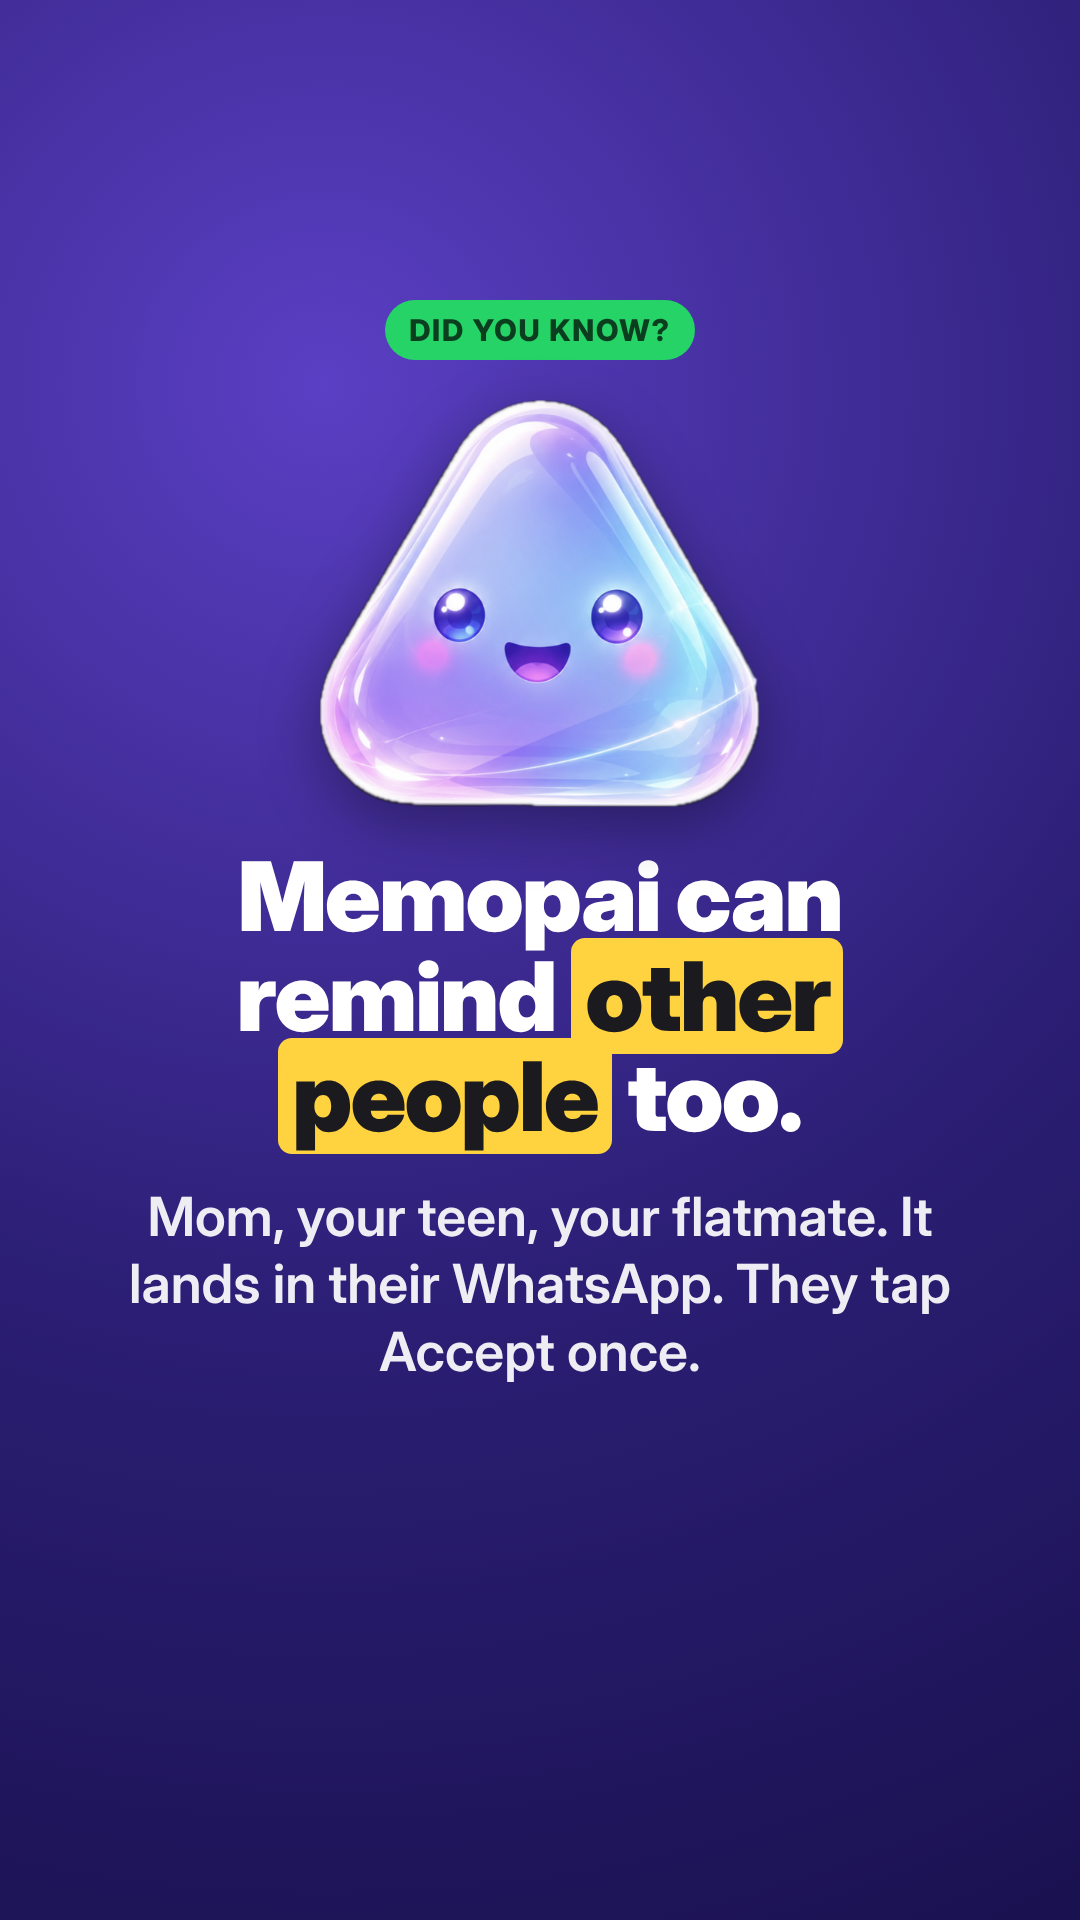 DID YOU KNOW?
Memopai can
remind other
people too.
Mom, your teen, your flatmate. It
lands in their WhatsApp. They tap
Accept once.